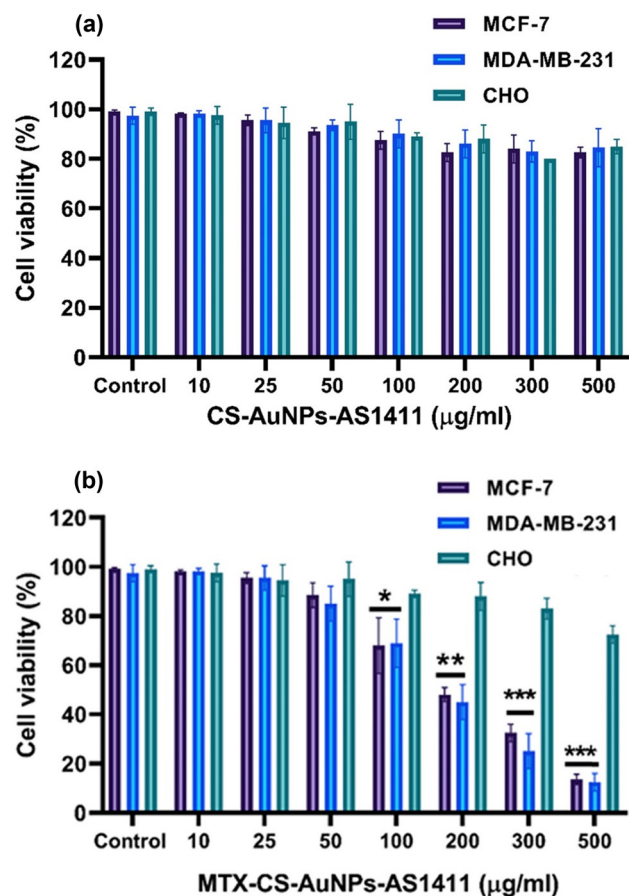 (a)
MCF-7
MDA-MB-231
CHO
120
100
80
60
40
20
0
Cell viability (%)
Control 10 25 50 100 200 300 500
CS-AuNPs-AS1411 (μg/ml)
(b)
MCF-7
MDA-MB-231
CHO
120
100
80
60
40
20
0
Cell viability (%)
*
**
***
***
Control 10 25 50 100 200 300 500
MTX-CS-AuNPs-AS1411 (μg/ml)